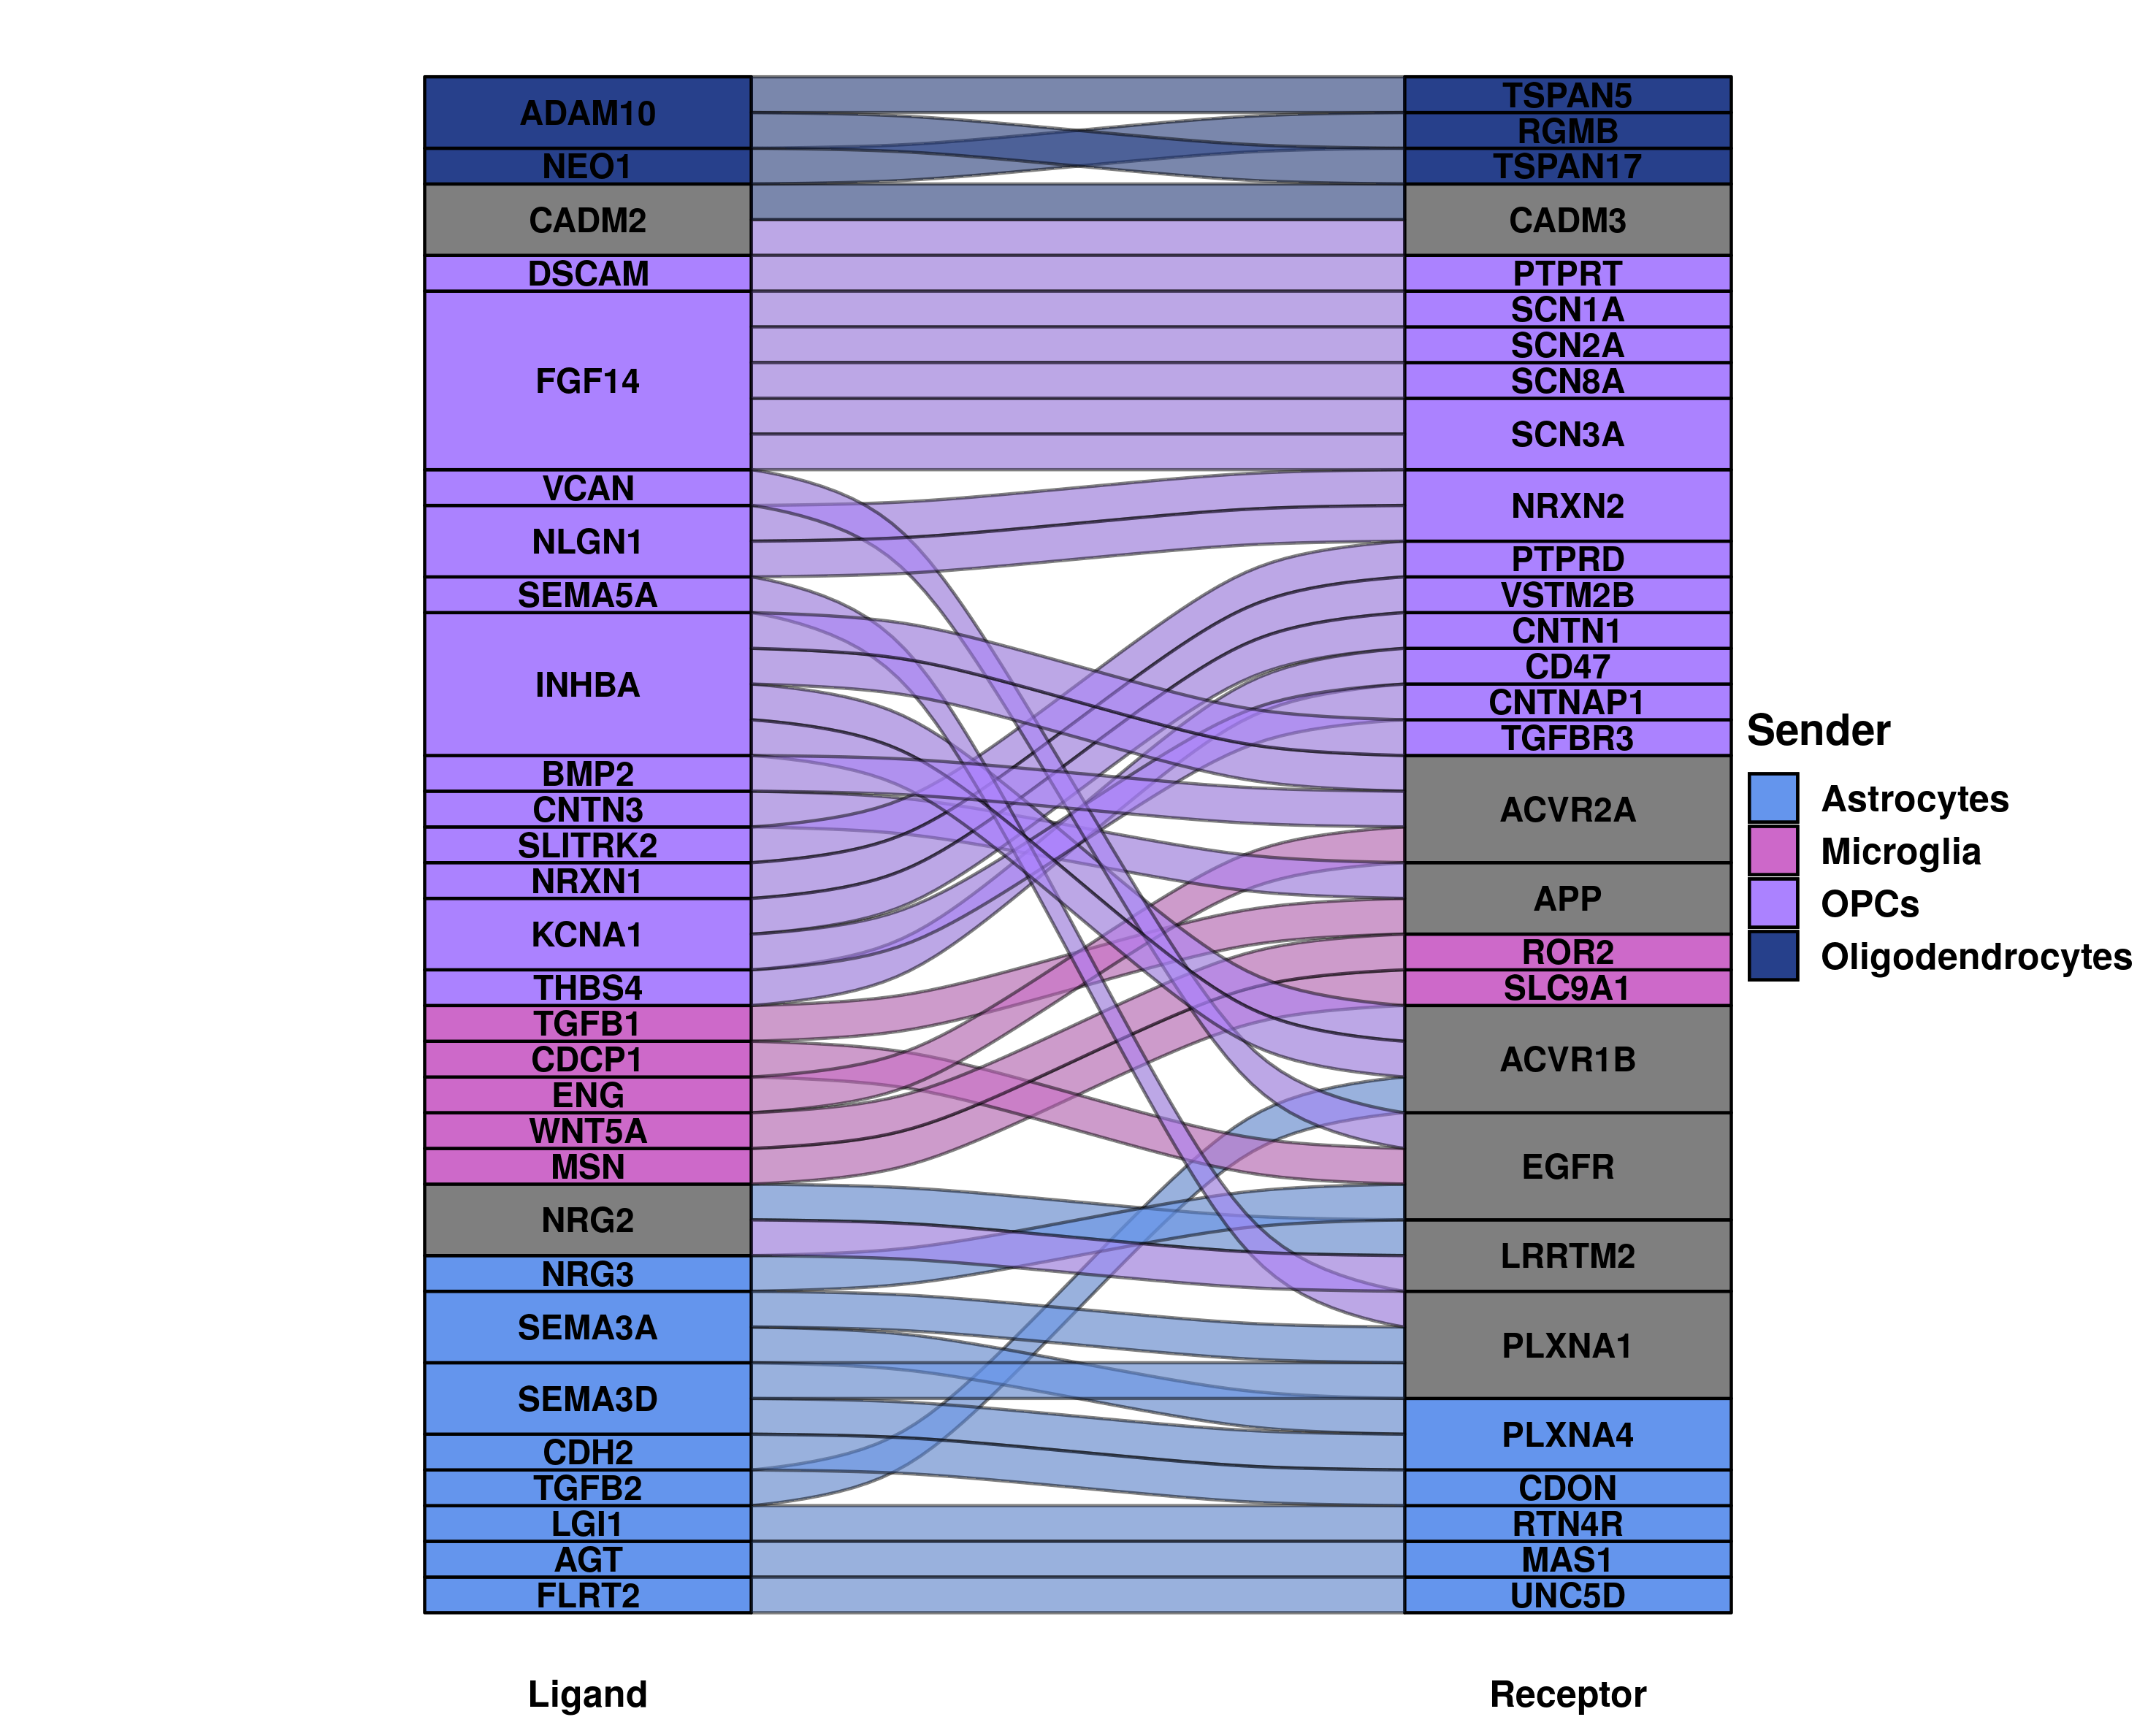 ADAM10
NEO1
CADM2
DSCAM
FGF14
VCAN
NLGN1
SEMA5A
INHBA
BMP2
CNTN3
SLITRK2
NRXN1
KCNA1
THBS4
TGFB1
CDCP1
ENG
WNT5A
MSN
NRG2
NRG3
SEMA3A
SEMA3D
CDH2
TGFB2
LGI1
AGT
FLRT2
Ligand
TSPAN5
RGMB
TSPAN17
CADM3
PTPRT
SCN1A
SCN2A
SCN8A
SCN3A
NRXN2
PTPRD
VSTM2B
CNTN1
CD47
CNTNAP1
TGFBR3
ACVR2A
APP
ROR2
SLC9A1
ACVR1B
EGFR
LRRTM2
PLXNA1
PLXNA4
CDON
RTN4R
MAS1
UNC5D
Receptor
Sender
Astrocytes
Microglia
OPCs
Oligodendrocytes